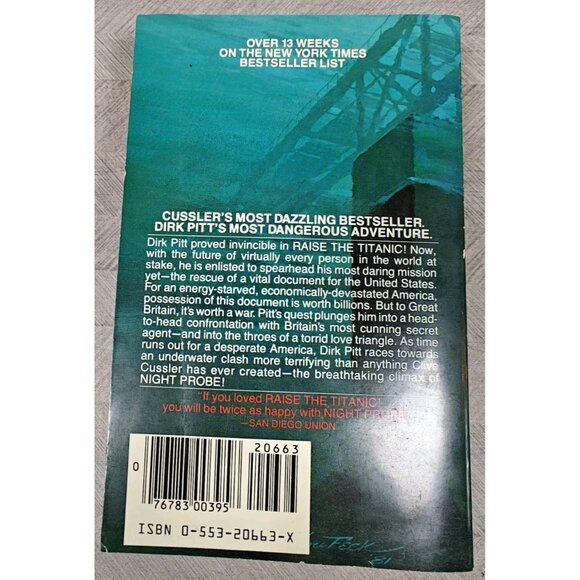 OVER 13 WEEKS
ON THE NEW YORK TIMES
BESTSELLER LIST
CUSSLER'S MOST DAZZLING BESTSELLER.
DIRK PITT'S MOST DANGEROUS ADVENTURE.
Dirk Pitt proved invincible in RAISE THE TITANIC! Now,
with the future of virtually every person in the world at
stake, he is enlisted to spearhead his most daring mission
yet—the rescue of a vital document for the United States.
For an energy-starved, economically-devastated America,
possession of this document is worth billions. But to Great
Britain, it's worth a war. Pitt's quest plunges him into a head-
to-head confrontation with Britain's most cunning secret
agent—and into the throes of a torrid love triangle. As time
runs out for a desperate America, Dirk Pitt races towards
an underwater clash more terrifying than anything Clive
Cussler has ever created—the breathtaking climax of
NIGHT PROBE!
"If you loved RAISE THE TITANIC!
you will be twice as happy with NIGHT PROBE!"
—SAN DIEGO UNION
20663
0
76783 00395
ISBN 0-553-20663-X
81